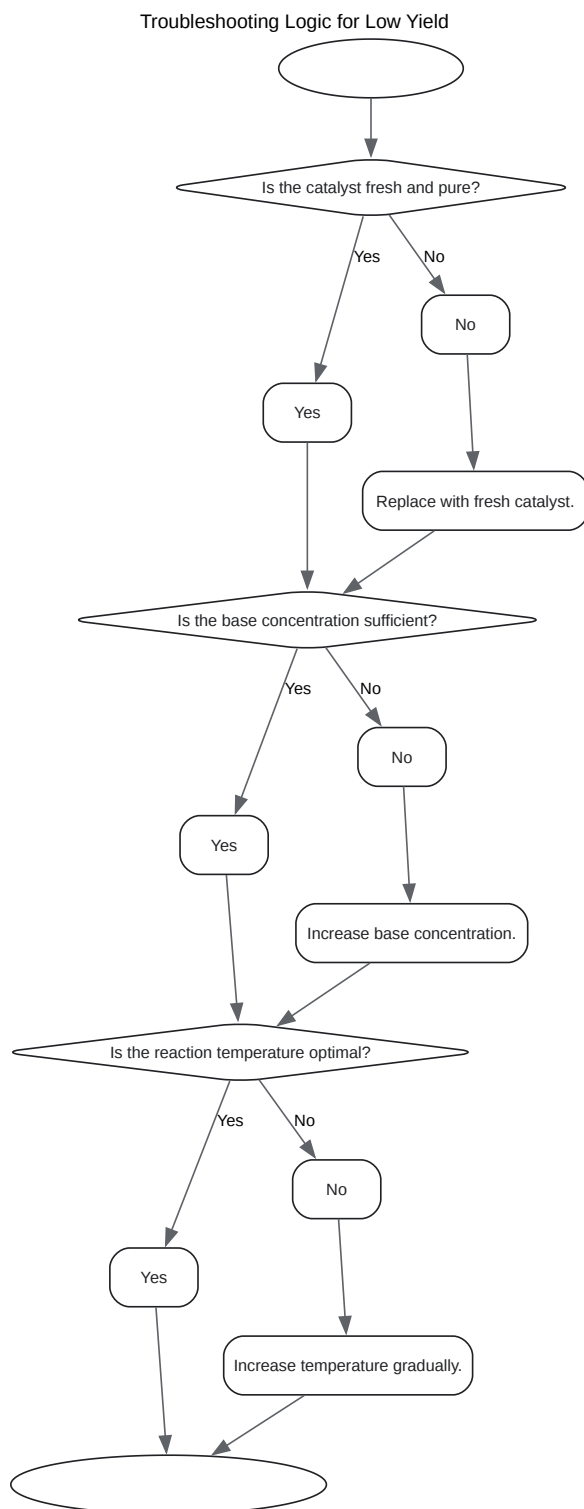 Troubleshooting Logic for Low Yield
Is the catalyst fresh and pure?
Yes
No
No
Yes
Replace with fresh catalyst.
Is the base concentration sufficient?
Yes
No
No
Yes
Increase base concentration.
Is the reaction temperature optimal?
Yes
No
No
Yes
Increase temperature gradually.